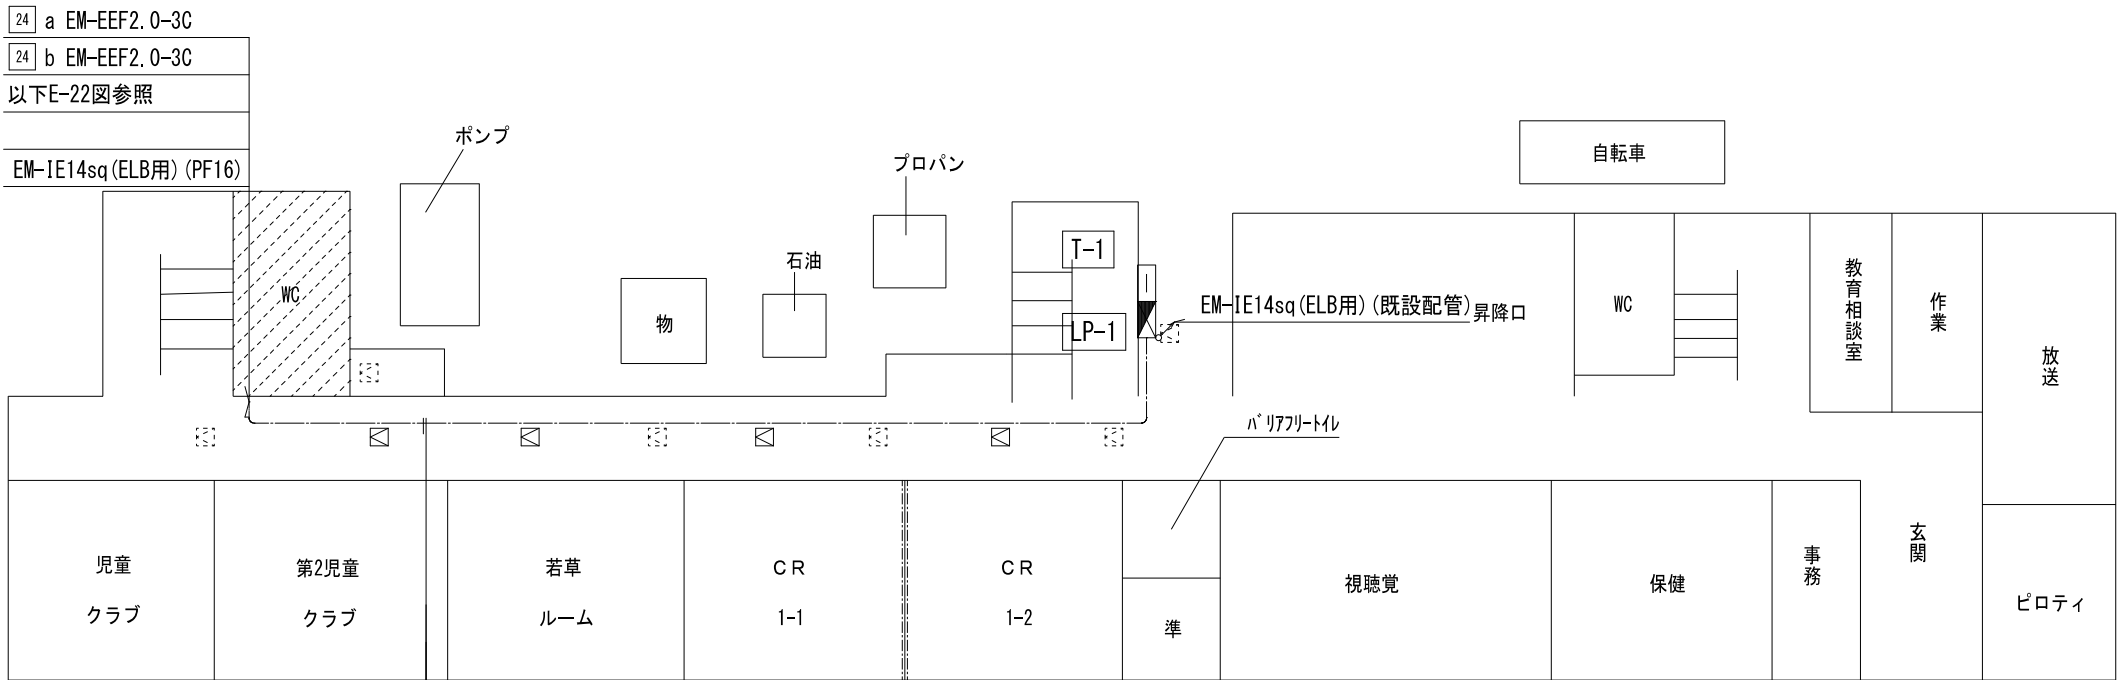 24 a EM-EEF2.0-3C
24 b EM-EEF2.0-3C
以下E-22図参照
EM-IE14sq(ELB用)(PF16)
ポンプ
プロパン
自転車
T-1
石油
WC
物
LP-1
EM-IE14sq(ELB用)(既設配管)
昇降口
WC
教育相談室
作業
放送
バリアフリートイレ
児童
クラブ
第2児童
クラブ
若草
ルーム
CR
1-1
CR
1-2
準
視聴覚
保健
事務
玄関
ピロティ